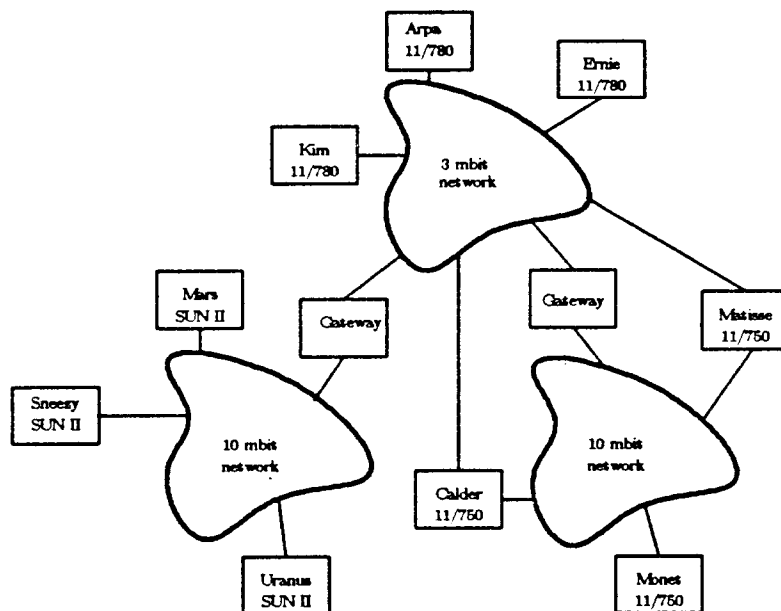 Arpa
11/780
Ernie
11/780
Kim
11/780
3 mbit
network
Mars
SUN II
Gateway
Gateway
Matisse
11/750
Sneezy
SUN II
10 mbit
network
10 mbit
network
Calder
11/750
Uranus
SUN II
Monet
11/750